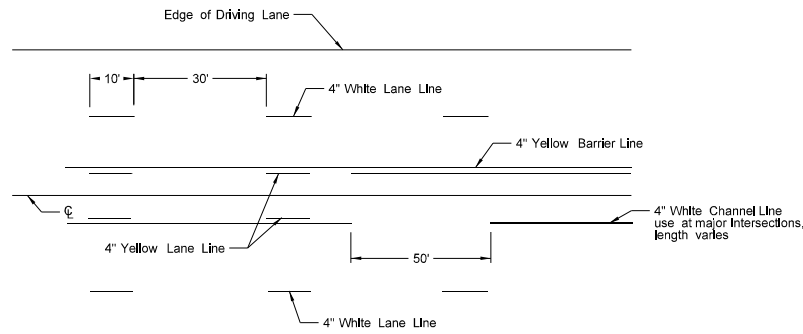 Edge of Driving Lane
10'
30'
4" White Lane Line
4" Yellow Barrier Line
℄
4" White Channel Line
use at major intersections,
length varies
4" Yellow Lane Line
50'
4" White Lane Line